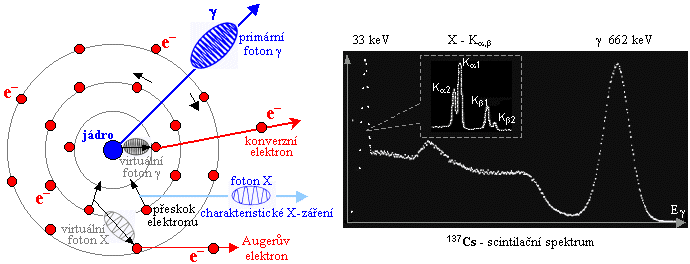 γ
primární
foton γ
e⁻
e⁻
e⁻
e⁻
jádro
virtuální
foton γ
konverzní
elektron
foton X
charakteristické X-záření
přeskok
elektronu
virtuální
foton X
e⁻
Augerův
elektron
33 keV
X - Kα,β
γ 662 keV
Kα1
Kα2
Kβ1
Kβ2
Eγ
¹³⁷Cs - scintilační spektrum